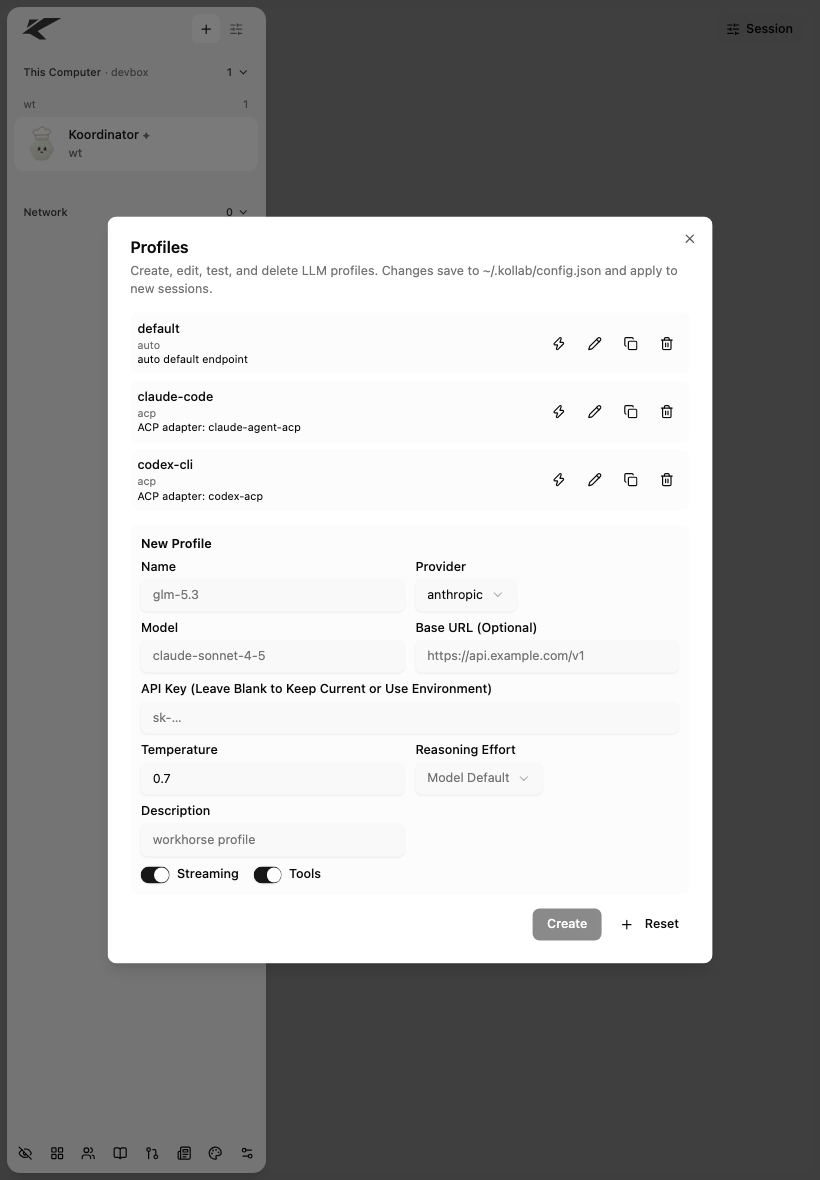 Session
This Computer · devbox 1
wt 1
Koordinator
wt
Network 0
Profiles
Create, edit, test, and delete LLM profiles. Changes save to ~/.kollab/config.json and apply to
new sessions.
default
auto
auto default endpoint
claude-code
acp
ACP adapter: claude-agent-acp
codex-cli
acp
ACP adapter: codex-acp
New Profile
Name Provider
glm-5.3 anthropic
Model Base URL (Optional)
claude-sonnet-4-5 https://api.example.com/v1
API Key (Leave Blank to Keep Current or Use Environment)
sk-...
Temperature Reasoning Effort
0.7 Model Default
Description
workhorse profile
Streaming Tools
Create + Reset